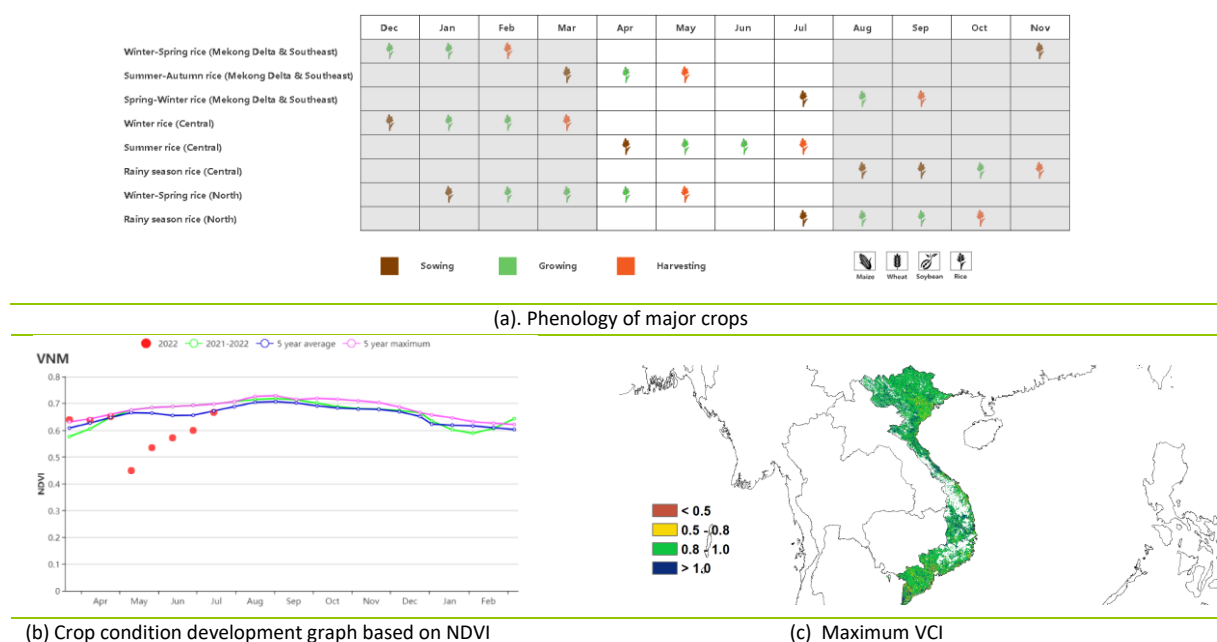 Dec Jan Feb Mar Apr May Jun Jul Aug Sep Oct Nov
Winter-Spring rice (Mekong Delta & Southeast)
Summer-Autumn rice (Mekong Delta & Southeast)
Spring-Winter rice (Mekong Delta & Southeast)
Winter rice (Central)
Summer rice (Central)
Rainy season rice (Central)
Winter-Spring rice (North)
Rainy season rice (North)
Sowing Growing Harvesting
Maize Wheat Soybean Rice
(a). Phenology of major crops
2022 2021-2022 5 year average 5 year maximum
VNM
0.8
0.7
0.6
0.5
0.4
0.3
0.2
0.1
0
NDVI
Apr May Jun Jul Aug Sep Oct Nov Dec Jan Feb
< 0.5
0.5 - 0.8
0.8 - 1.0
> 1.0
(b) Crop condition development graph based on NDVI
(c) Maximum VCI